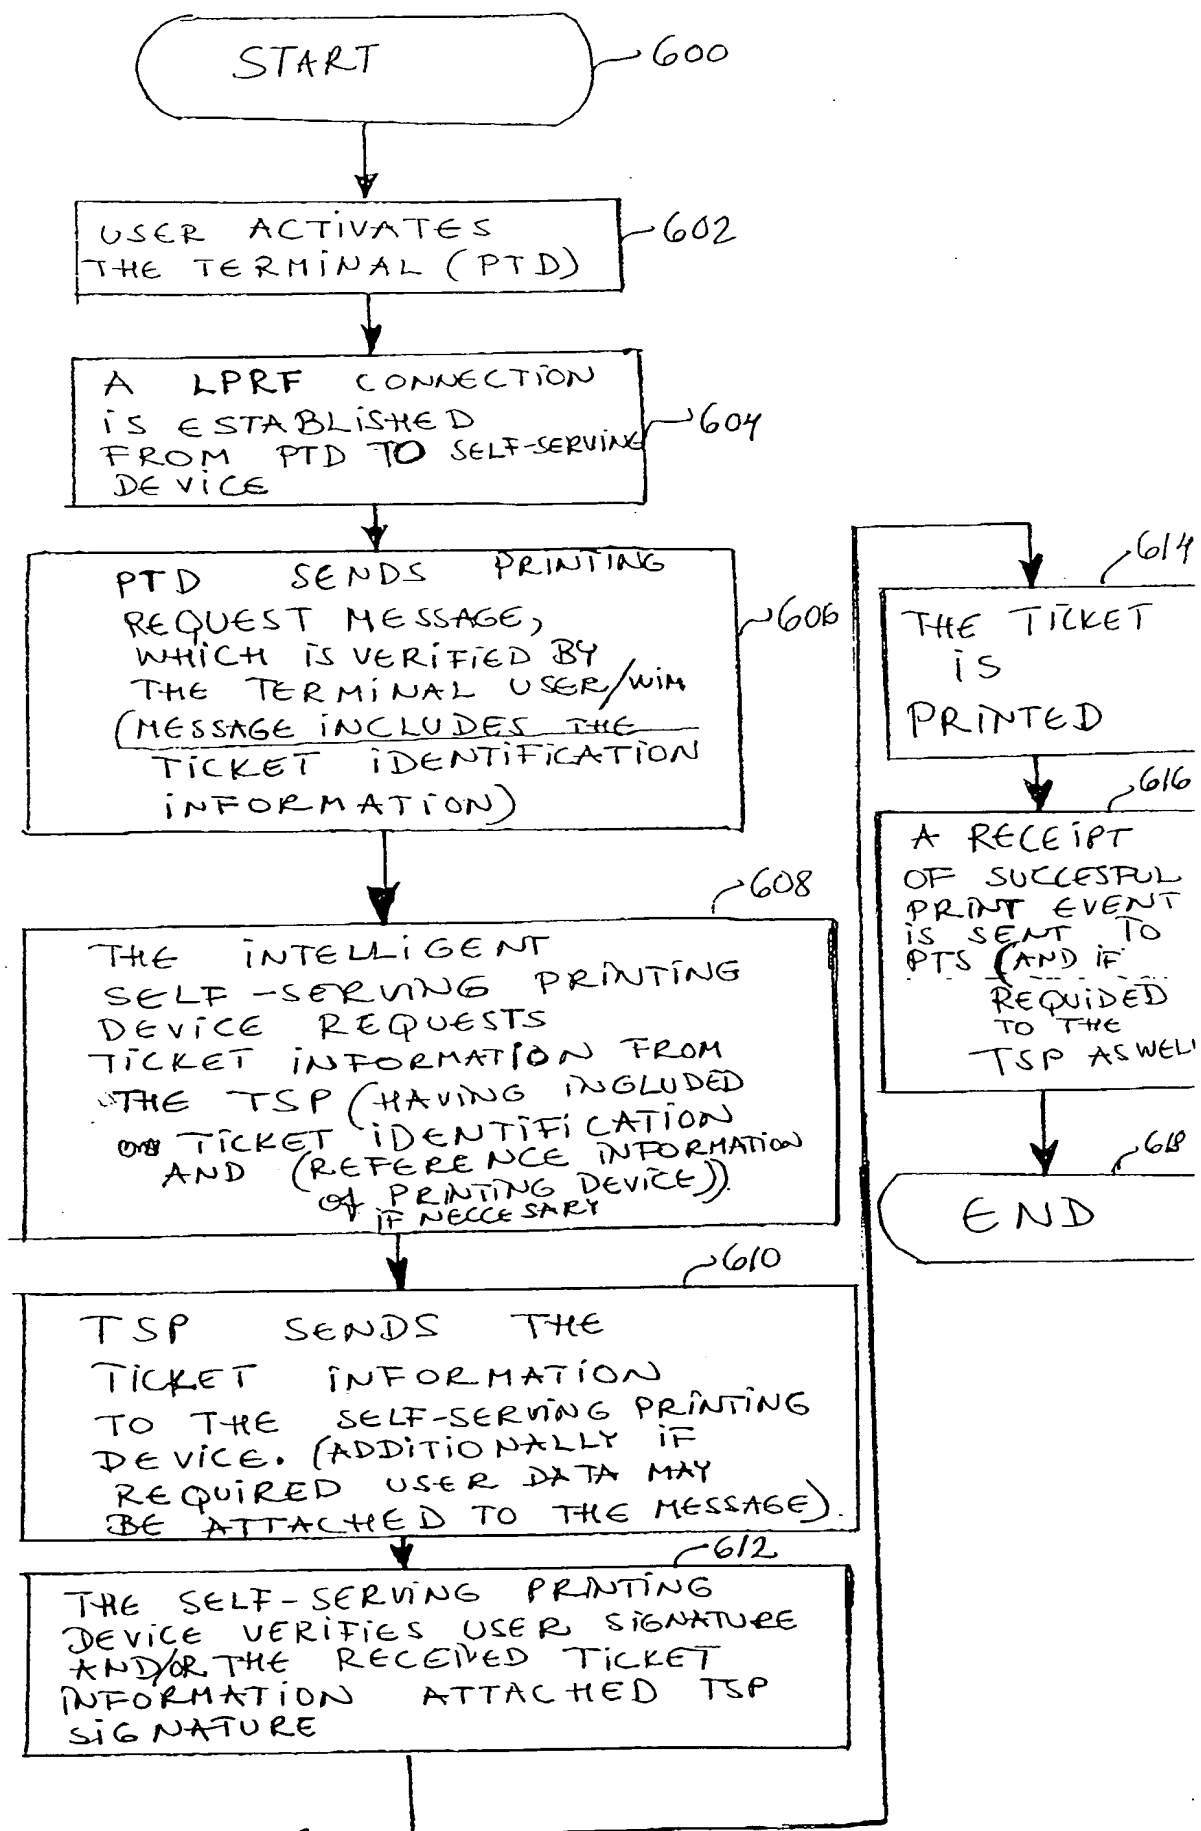 START
600
USER ACTIVATES
THE TERMINAL (PTD)
602
A LPRF CONNECTION
IS ESTABLISHED
FROM PTD TO SELF-SERVING
DEVICE
604
PTD SENDS PRINTING
REQUEST MESSAGE,
WHICH IS VERIFIED BY
THE TERMINAL USER/WIM
(MESSAGE INCLUDES THE
TICKET IDENTIFICATION
INFORMATION)
606
608
THE INTELLIGENT
SELF-SERVING PRINTING
DEVICE REQUESTS
TICKET INFORMATION FROM
THE TSP (HAVING INCLUDED
TICKET IDENTIFICATION
AND (REFERENCE INFORMATION
of PRINTING DEVICE))
IF NECCESARY
610
TSP SENDS THE
TICKET INFORMATION
TO THE SELF-SERVING PRINTING
DEVICE. (ADDITIONALLY IF
REQUIRED USER DATA MAY
BE ATTACHED TO THE MESSAGE).
612
THE SELF-SERVING PRINTING
DEVICE VERIFIES USER SIGNATURE
AND/OR THE RECEIVED TICKET
INFORMATION ATTACHED TSP
SIGNATURE
614
THE TICKET
IS
PRINTED
616
A RECEIPT
OF SUCCESFUL
PRINT EVENT
IS SENT TO
PTS (AND IF
REQUIDED
TO THE
TSP AS WELL
618
END